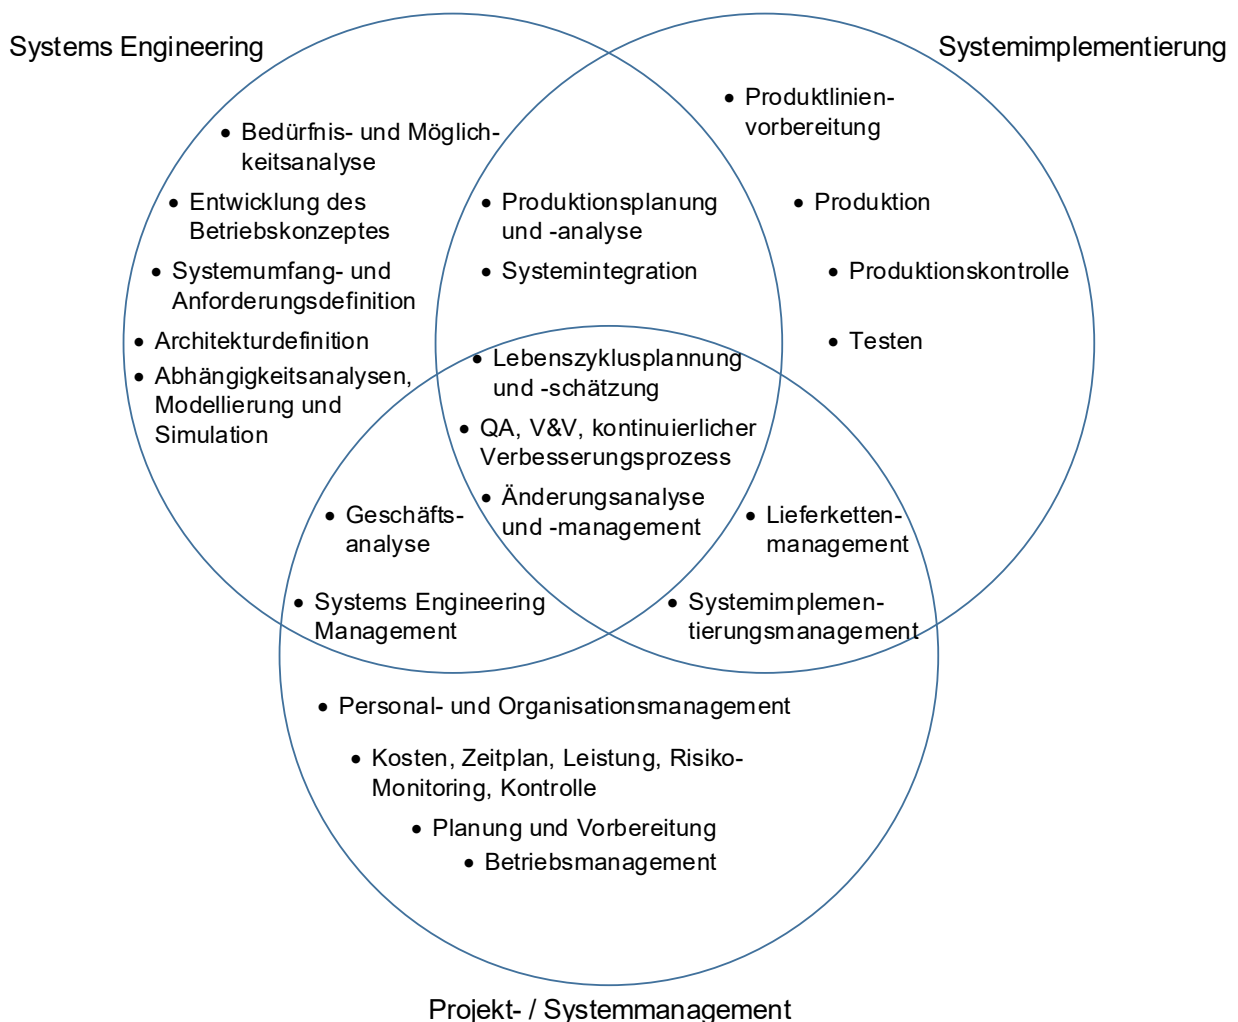 Systems Engineering
Systemimplementierung
• Bedürfnis- und Möglich-
keitsanalyse
• Entwicklung des
Betriebskonzeptes
• Systemumfang- und
Anforderungsdefinition
• Architekturdefinition
• Abhängigkeitsanalysen,
Modellierung und
Simulation
• Produktionsplanung
und -analyse
• Systemintegration
• Produktlinien-
vorbereitung
• Produktion
• Produktionskontrolle
• Testen
• Lebenszyklusplannung
und -schätzung
• QA, V&V, kontinuierlicher
Verbesserungsprozess
• Änderungsanalyse
und -management
• Geschäfts-
analyse
• Systems Engineering
Management
• Lieferketten-
management
• Systemimplemen-
tierungsmanagement
• Personal- und Organisationsmanagement
• Kosten, Zeitplan, Leistung, Risiko-
Monitoring, Kontrolle
• Planung und Vorbereitung
• Betriebsmanagement
Projekt- / Systemmanagement